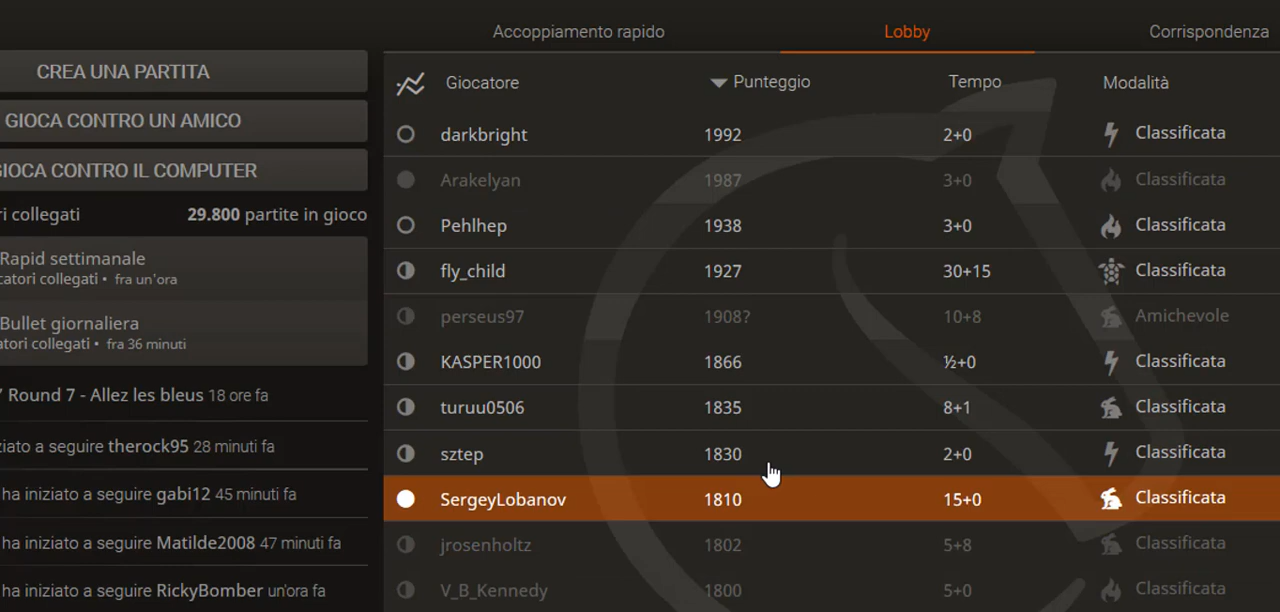 Accoppiamento rapido Lobby Corrispondenza
CREA UNA PARTITA
GIOCA CONTRO UN AMICO
GIOCA CONTRO IL COMPUTER
ri collegati 29.800 partite in gioco
Rapid settimanale
catori collegati • fra un'ora
Bullet giornaliera
atori collegati • fra 36 minuti
Round 7 - Allez les bleus 18 ore fa
ziato a seguire therock95 28 minuti fa
ha iniziato a seguire gabi12 45 minuti fa
ha iniziato a seguire Matilde2008 47 minuti fa
ha iniziato a seguire RickyBomber un'ora fa
Giocatore Punteggio Tempo Modalità
darkbright 1992 2+0 Classificata
Arakelyan 1987 3+0 Classificata
Pehlhep 1938 3+0 Classificata
fly_child 1927 30+15 Classificata
perseus97 1908? 10+8 Amichevole
KASPER1000 1866 ½+0 Classificata
turuu0506 1835 8+1 Classificata
sztep 1830 2+0 Classificata
SergeyLobanov 1810 15+0 Classificata
jrosenholtz 1802 5+8 Classificata
V_B_Kennedy 1800 5+0 Classificata